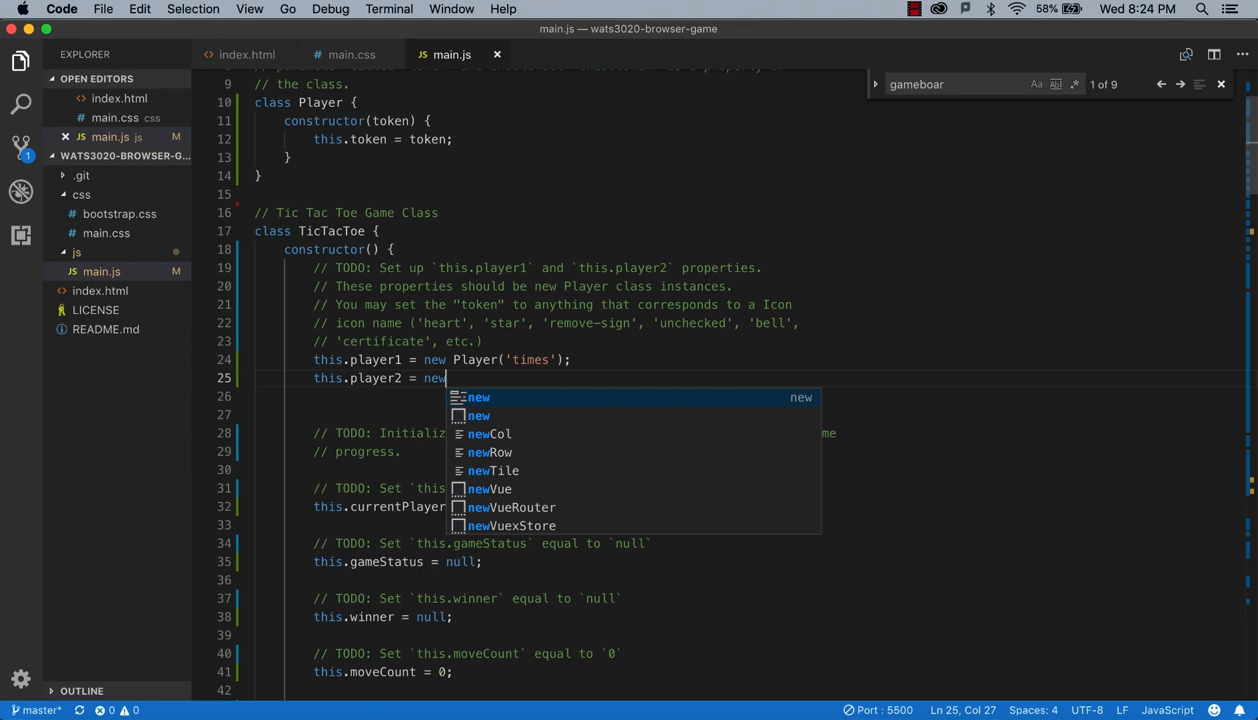 Code File Edit Selection View Go Debug Terminal Window Help 58% Wed 8:24 PM
main.js — wats3020-browser-game
EXPLORER
index.html main.css main.js
OPEN EDITORS
index.html
main.css css
main.js js M
WATS3020-BROWSER-G...
.git
css
bootstrap.css
main.css
js
main.js M
index.html
LICENSE
README.md
OUTLINE
gameboar Aa Abl .* 1 of 9
9 // the class.
10 class Player {
11 constructor(token) {
12 this.token = token;
13 }
14 }
15
16 // Tic Tac Toe Game Class
17 class TicTacToe {
18 constructor() {
19 // TODO: Set up `this.player1` and `this.player2` properties.
20 // These properties should be new Player class instances.
21 // You may set the "token" to anything that corresponds to a Icon
22 // icon name ('heart', 'star', 'remove-sign', 'unchecked', 'bell',
23 // 'certificate', etc.)
24 this.player1 = new Player('times');
25 this.player2 = new
26
27
28 // TODO: Initializ me
29 // progress.
30
31 // TODO: Set `this
32 this.currentPlayer
33
34 // TODO: Set `this.gameStatus` equal to `null`
35 this.gameStatus = null;
36
37 // TODO: Set `this.winner` equal to `null`
38 this.winner = null;
39
40 // TODO: Set `this.moveCount` equal to `0`
41 this.moveCount = 0;
42
new new
new
newCol
newRow
newTile
newVue
newVueRouter
newVuexStore
master* 0 0 Port : 5500 Ln 25, Col 27 Spaces: 4 UTF-8 LF JavaScript
1